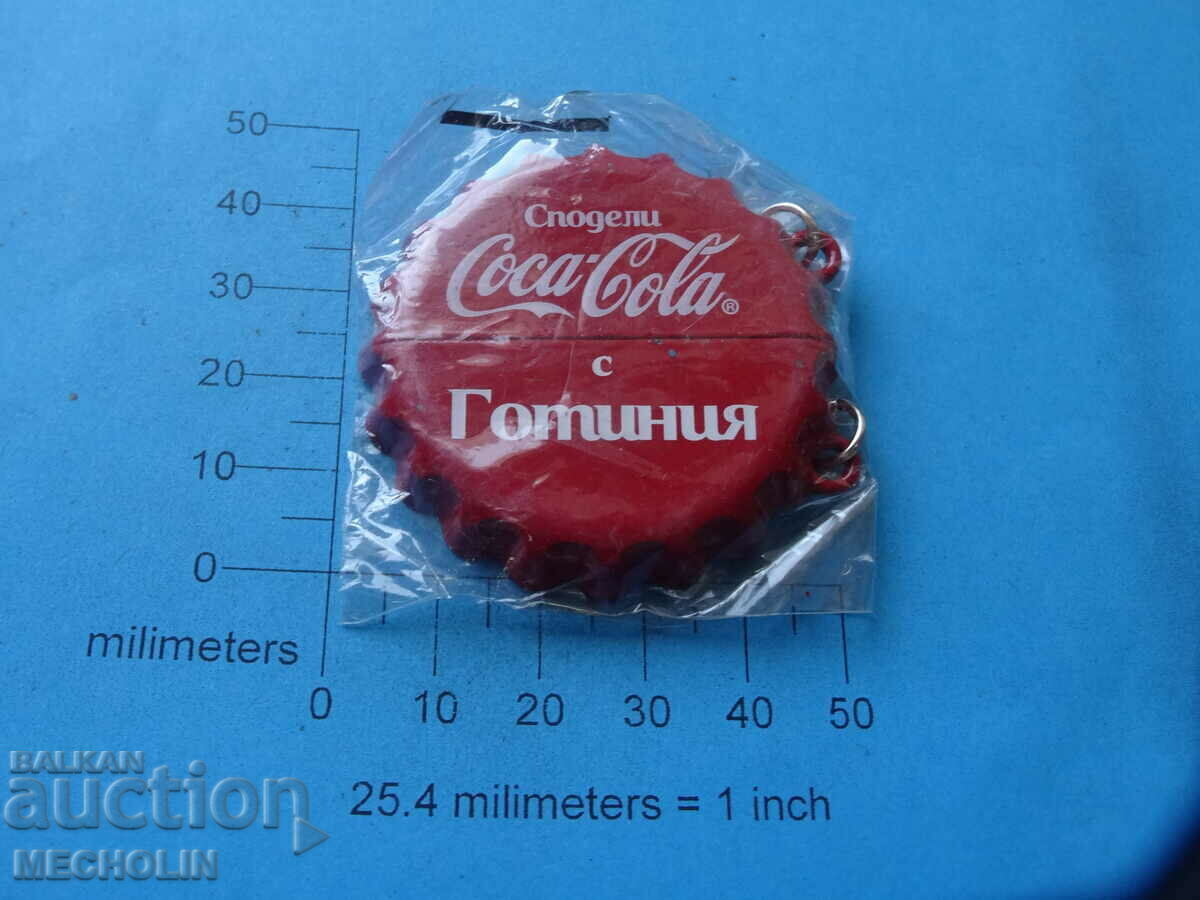 50
40
30
20
10
0
Сподели
Coca-Cola®
с
Готиния
milimeters
0 10 20 30 40 50
25.4 milimeters = 1 inch
BALKAN
auction
MECHOLIN